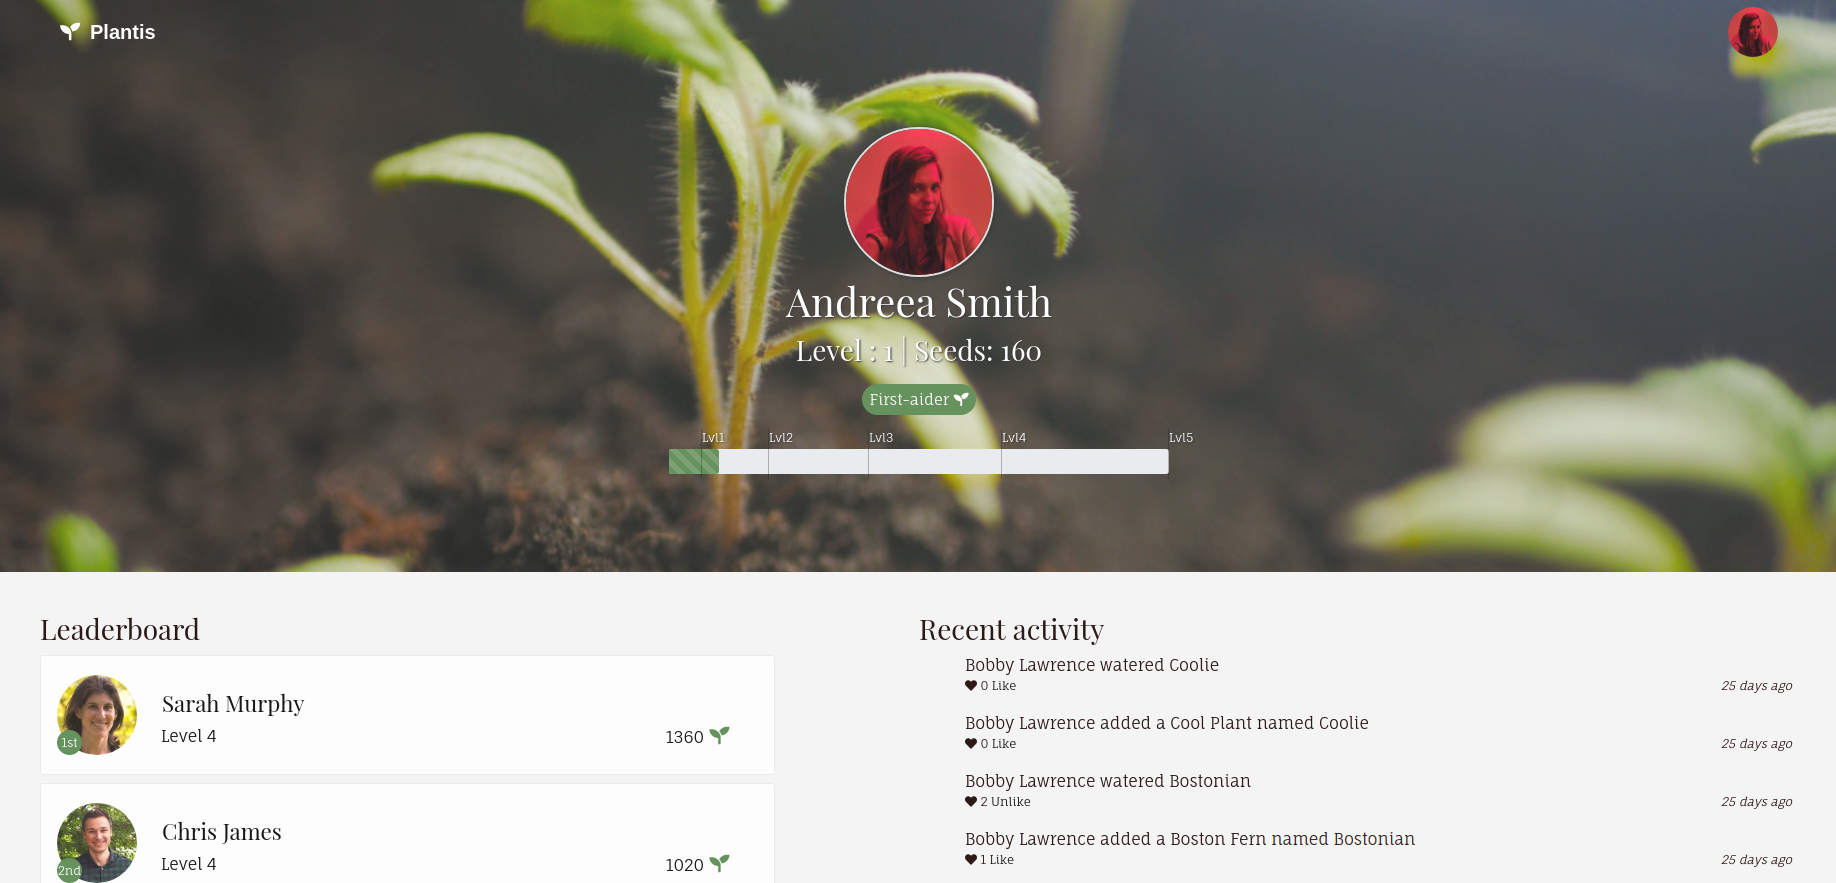 Plantis
Andreea Smith
Level : 1 | Seeds: 160
First-aider
Lvl1 Lvl2 Lvl3 Lvl4 Lvl5
Leaderboard
Sarah Murphy
1st
Level 4
1360
Chris James
2nd
Level 4
1020
Recent activity
Bobby Lawrence watered Coolie
0 Like 25 days ago
Bobby Lawrence added a Cool Plant named Coolie
0 Like 25 days ago
Bobby Lawrence watered Bostonian
2 Unlike 25 days ago
Bobby Lawrence added a Boston Fern named Bostonian
1 Like 25 days ago